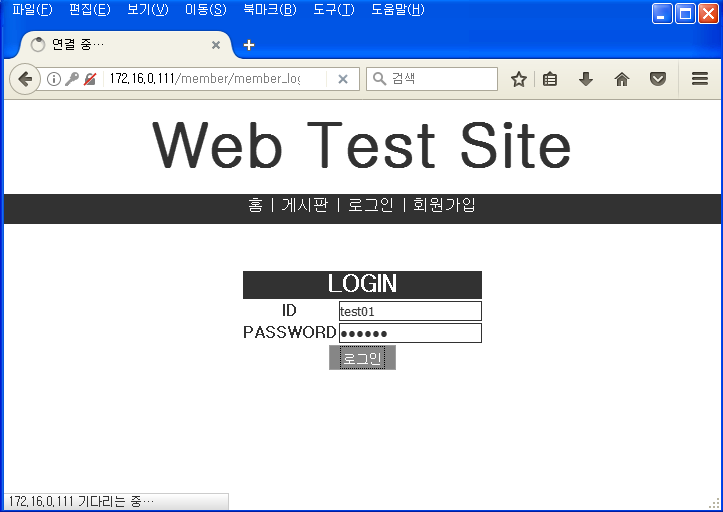 파일(F) 편집(E) 보기(V) 이동(S) 북마크(B) 도구(T) 도움말(H)
연결 중…
172.16.0.111/member/member_log
검색
Web Test Site
홈 | 게시판 | 로그인 | 회원가입
LOGIN
ID test01
PASSWORD ●●●●●●
로그인
172.16.0.111 기다리는 중…